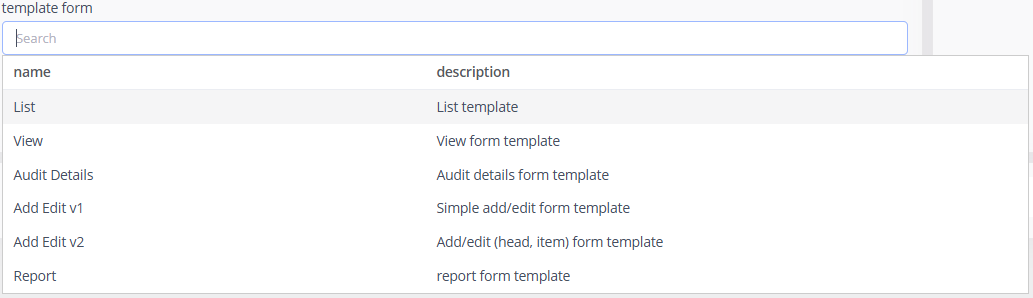 template form
Search
name description
List List template
View View form template
Audit Details Audit details form template
Add Edit v1 Simple add/edit form template
Add Edit v2 Add/edit (head, item) form template
Report report form template